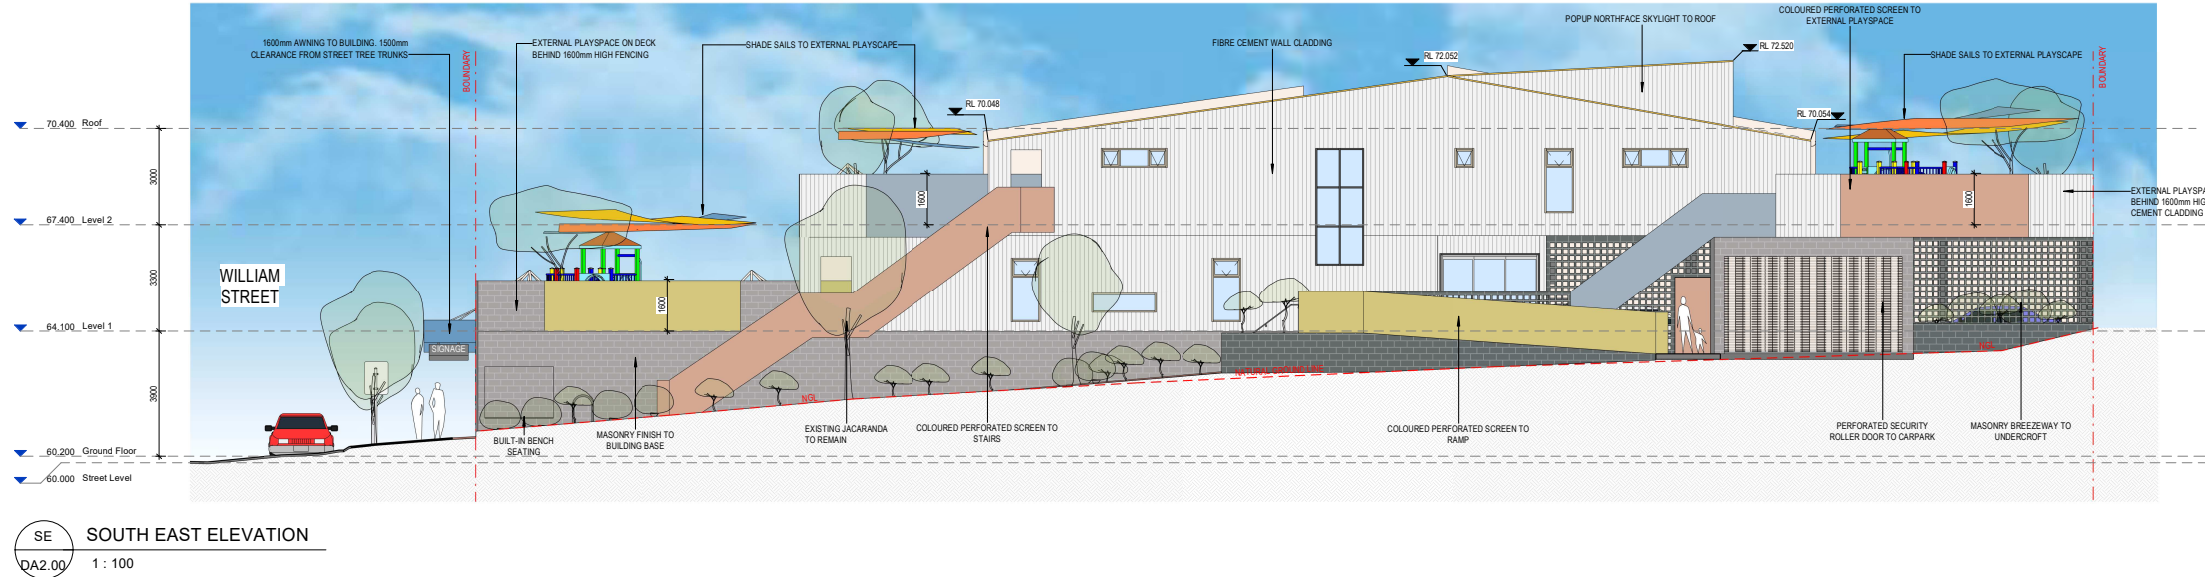 1600mm AWNING TO BUILDING. 1500mm
CLEARANCE FROM STREET TREE TRUNKS
BOUNDARY
EXTERNAL PLAYSPACE ON DECK
BEHIND 1600mm HIGH FENCING
SHADE SAILS TO EXTERNAL PLAYSCAPE
FIBRE CEMENT WALL CLADDING
POPUP NORTHFACE SKYLIGHT TO ROOF
COLOURED PERFORATED SCREEN TO
EXTERNAL PLAYSPACE
SHADE SAILS TO EXTERNAL PLAYSCAPE
BOUNDARY
RL 70.048
RL 72.052
RL 72.520
RL 70.054
70.400 Roof
3000
67.400 Level 2
3300
64.100 Level 1
3900
60.200 Ground Floor
60.000 Street Level
WILLIAM
STREET
SIGNAGE
1600
1600
1600
EXTERNAL PLAYSPA
BEHIND 1600mm HIG
CEMENT CLADDING
NGL
NATURAL GROUND LINE
NGL
BUILT-IN BENCH
SEATING
MASONRY FINISH TO
BUILDING BASE
EXISTING JACARANDA
TO REMAIN
COLOURED PERFORATED SCREEN TO
STAIRS
COLOURED PERFORATED SCREEN TO
RAMP
PERFORATED SECURITY
ROLLER DOOR TO CARPARK
MASONRY BREEZEWAY TO
UNDERCROFT
SE
DA2.00
SOUTH EAST ELEVATION
1 : 100